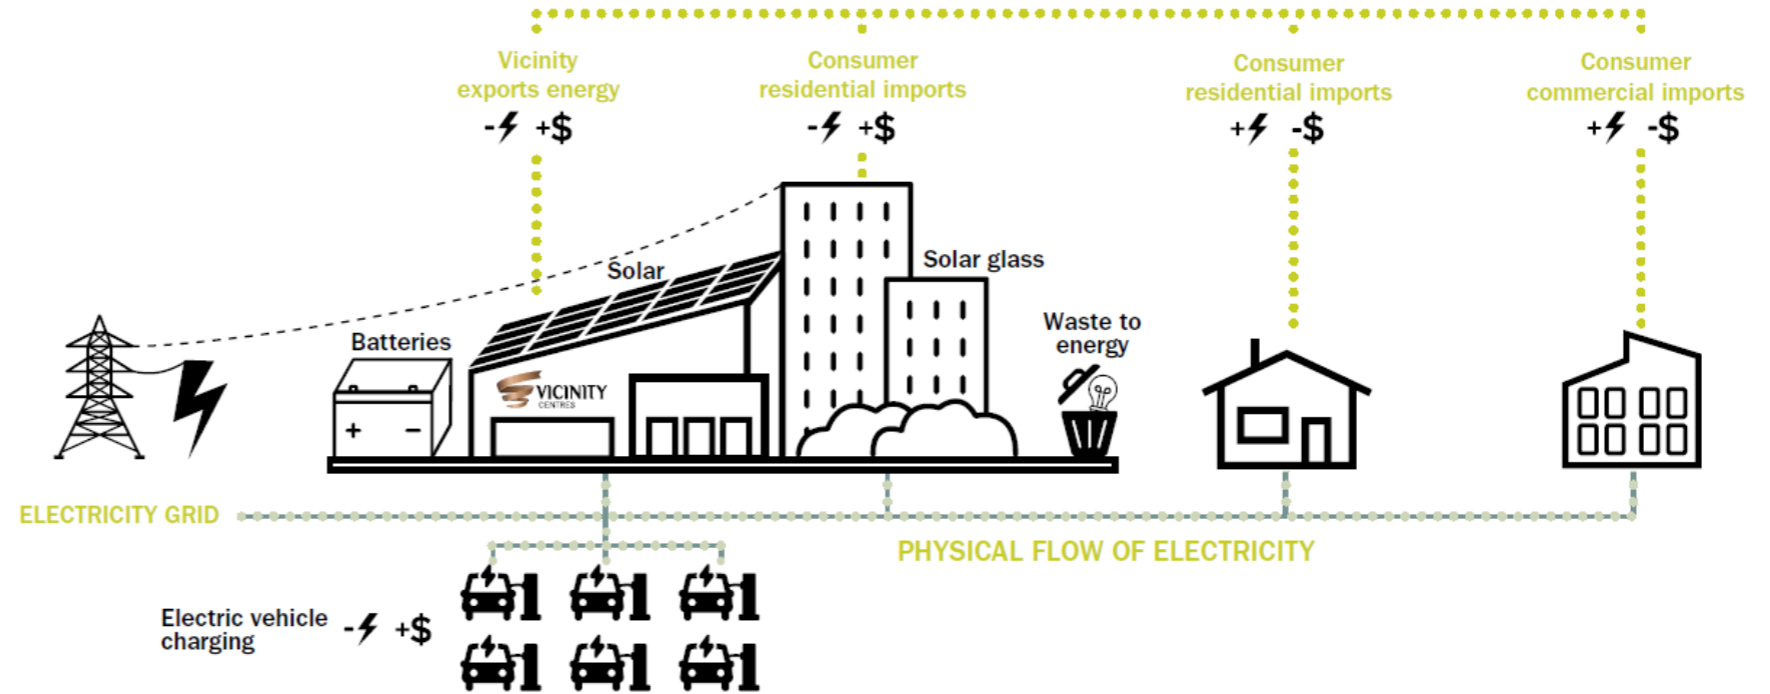 Vicinity
exports energy
-⚡ +$
Consumer
residential imports
-⚡ +$
Consumer
residential imports
+⚡ -$
Consumer
commercial imports
+⚡ -$
Solar
Solar glass
Batteries
+ −
Waste to
energy
VICINITY
CENTRES
ELECTRICITY GRID
PHYSICAL FLOW OF ELECTRICITY
Electric vehicle
charging
-⚡ +$